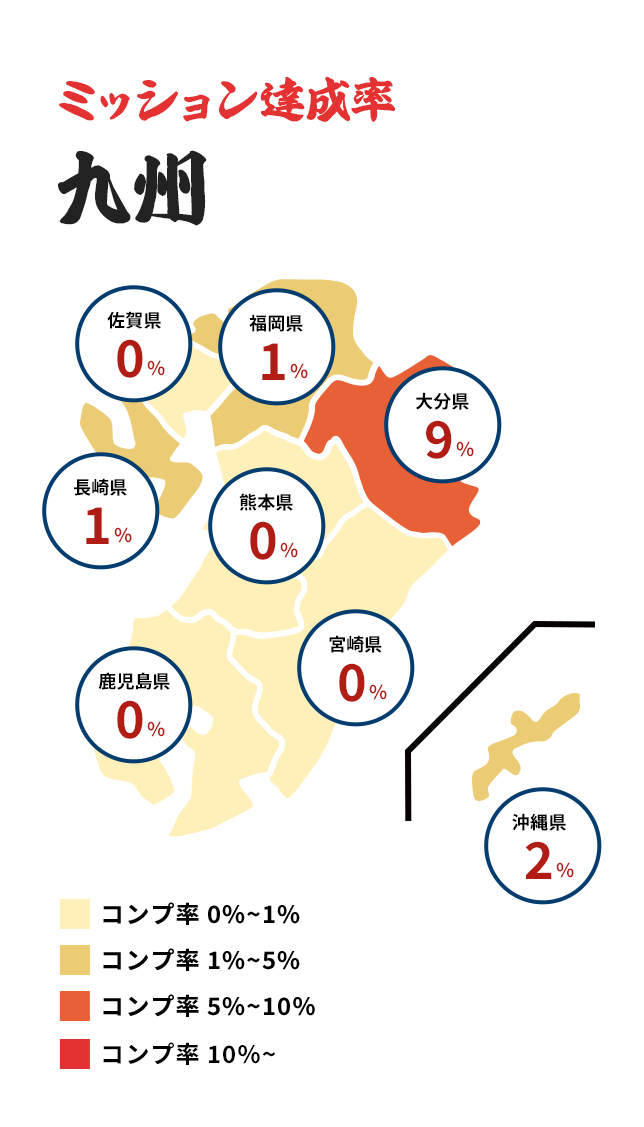 ミッション達成率
九州
佐賀県
0%
福岡県
1%
大分県
9%
長崎県
1%
熊本県
0%
宮崎県
0%
鹿児島県
0%
沖縄県
2%
コンプ率 0%~1%
コンプ率 1%~5%
コンプ率 5%~10%
コンプ率 10%~